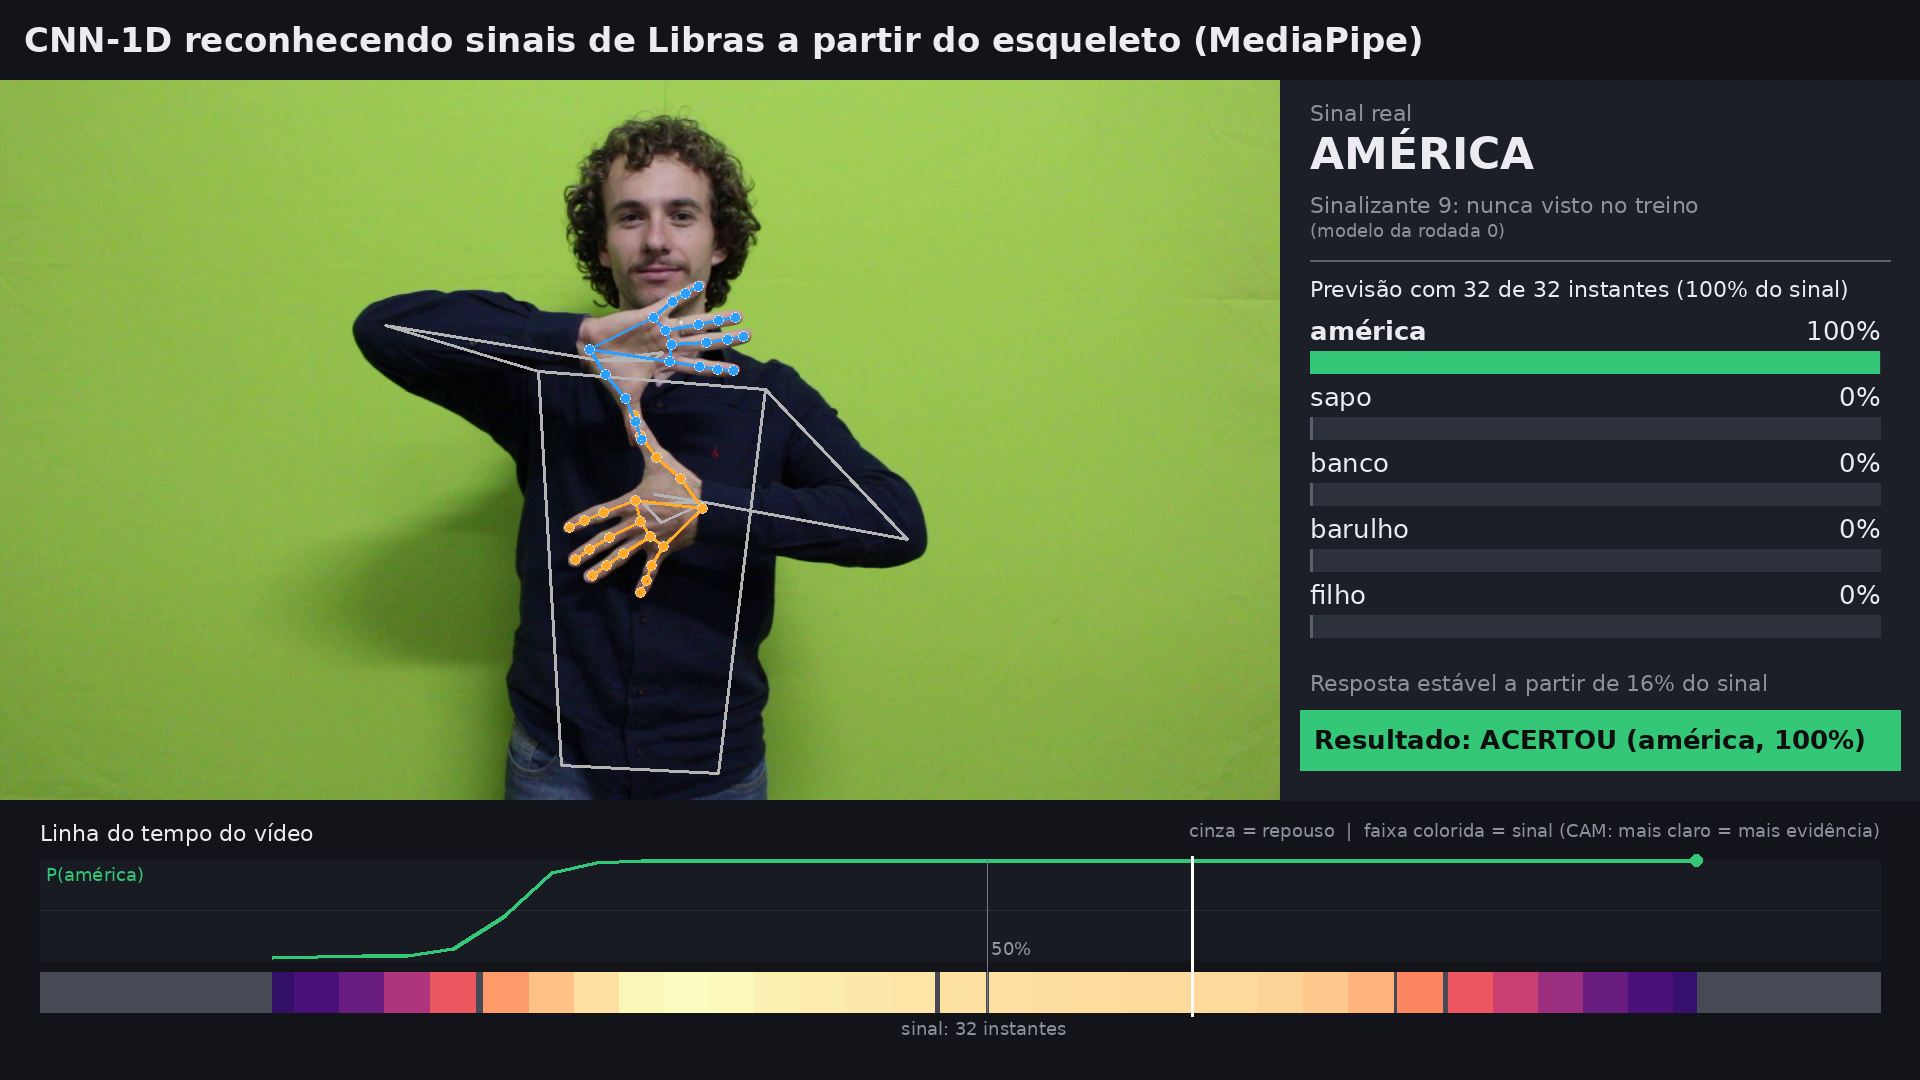 CNN-1D reconhecendo sinais de Libras a partir do esqueleto (MediaPipe)
Sinal real
AMÉRICA
Sinalizante 9: nunca visto no treino
(modelo da rodada 0)
Previsão com 32 de 32 instantes (100% do sinal)
américa 100%
sapo 0%
banco 0%
barulho 0%
filho 0%
Resposta estável a partir de 16% do sinal
Resultado: ACERTOU (américa, 100%)
Linha do tempo do vídeo
cinza = repouso | faixa colorida = sinal (CAM: mais claro = mais evidência)
P(américa)
50%
sinal: 32 instantes